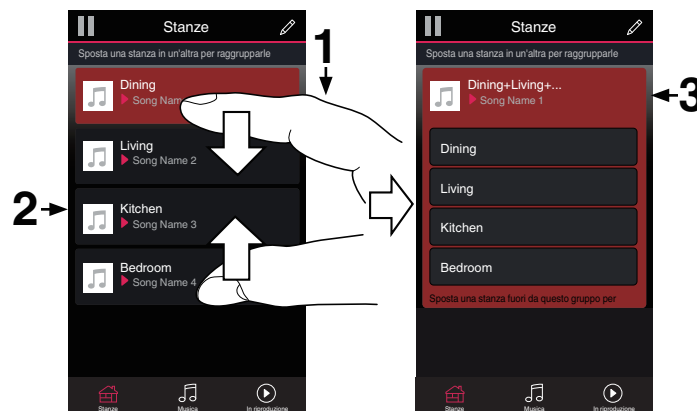 Stanze
Sposta una stanza in un'altra per raggrupparle
1
Dining
Song Nam
Living
Song Name 2
2
Kitchen
Song Name 3
Bedroom
Song Name 4
Stanze
Musica
In riproduzione
Stanze
Sposta una stanza in un'altra per raggrupparle
Dining+Living+...
Song Name 1
3
Dining
Living
Kitchen
Bedroom
Sposta una stanza fuori da questo gruppo per
Stanze
Musica
In riproduzione